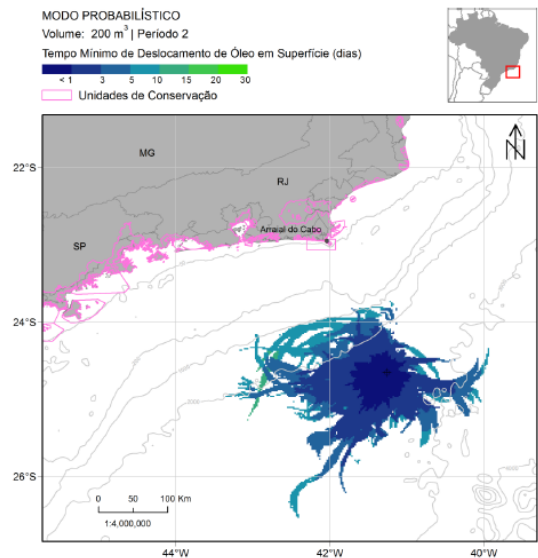 MODO PROBABILÍSTICO
Volume: 200 m³ | Período 2
Tempo Mínimo de Deslocamento de Óleo em Superfície (dias)
< 1 3 5 10 15 20 30
Unidades de Conservação
N
22°S
MG
RJ
Arraial do Cabo
SP
24°S
26°S
0 50 100 Km
1:4,000,000
44°W 42°W 40°W